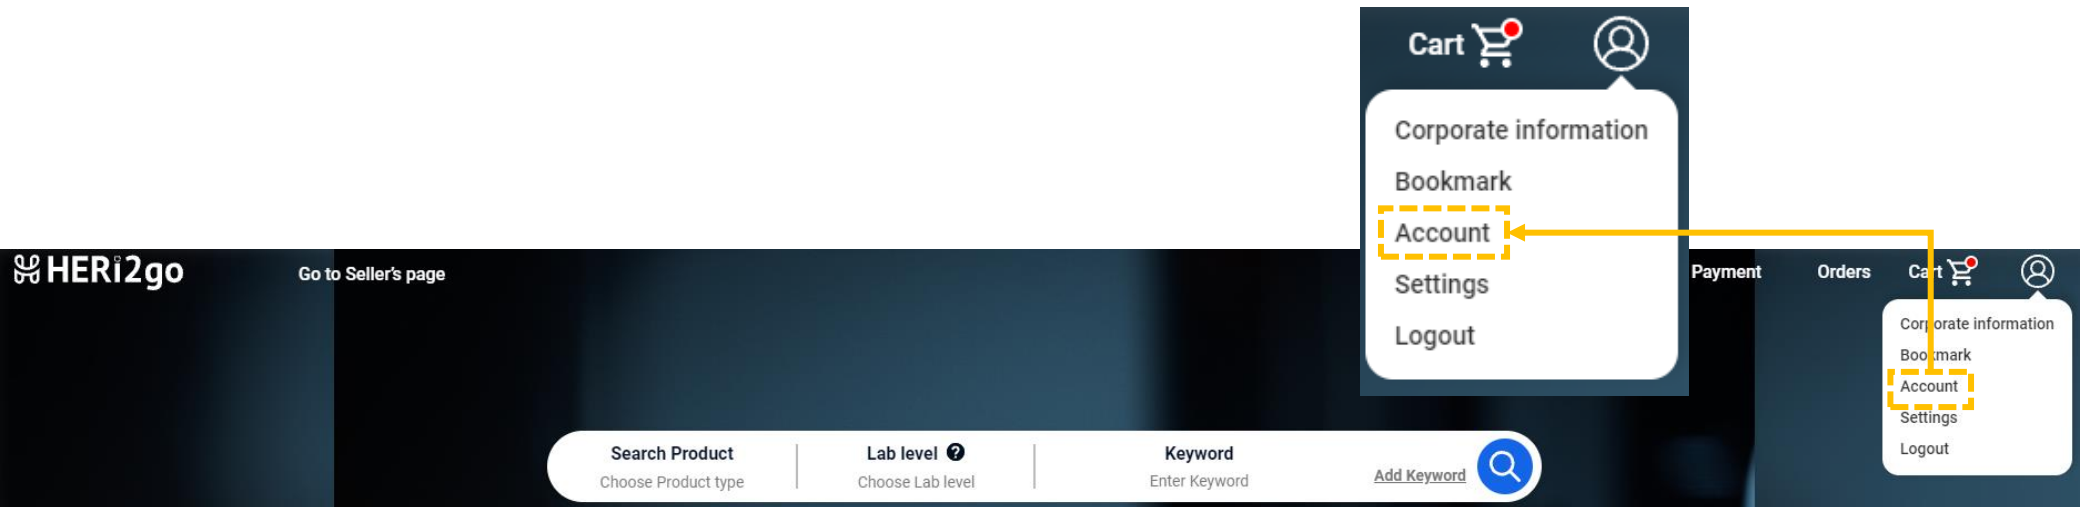 Cart
Corporate information
Bookmark
Account
Settings
Logout
HERi2go
Go to Seller's page
Payment
Orders
Cart
Corporate information
Bookmark
Account
Settings
Logout
Search Product
Choose Product type
Lab level ?
Choose Lab level
Keyword
Enter Keyword
Add Keyword